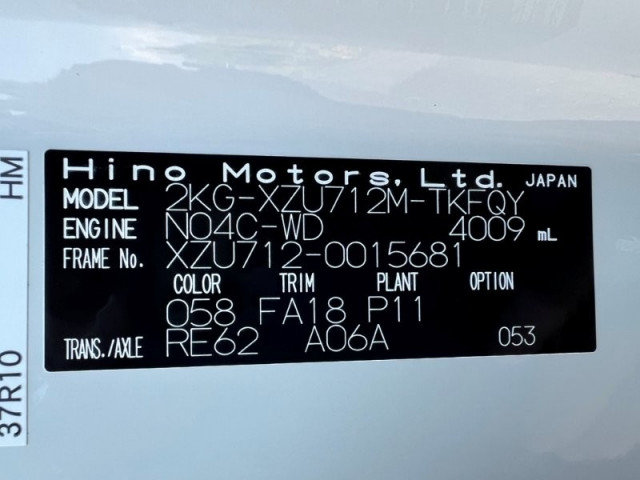 Hino Motors, Ltd. JAPAN
MODEL 2KG-XZU712M-TKFQY
ENGINE N04C-WD 4009 mL
FRAME No. XZU712-0015681
COLOR TRIM PLANT OPTION
058 FA18 P11
TRANS./AXLE RE62 A06A 053
HM
37R10